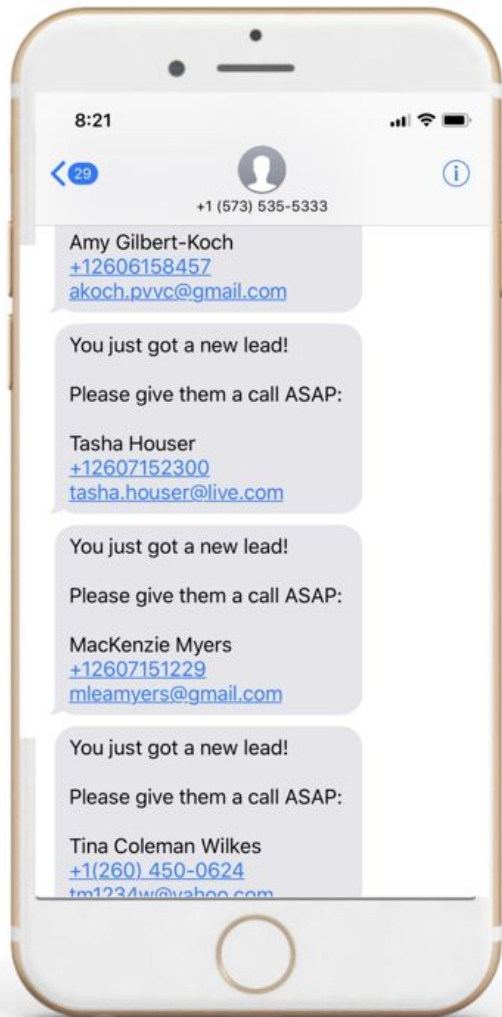 8:21
29
+1 (573) 535-5333
Amy Gilbert-Koch
+12606158457
akoch.pvvc@gmail.com
You just got a new lead!
Please give them a call ASAP:
Tasha Houser
+12607152300
tasha.houser@live.com
You just got a new lead!
Please give them a call ASAP:
MacKenzie Myers
+12607151229
mleamyers@gmail.com
You just got a new lead!
Please give them a call ASAP:
Tina Coleman Wilkes
+1(260) 450-0624
tm1234w@yahoo.com